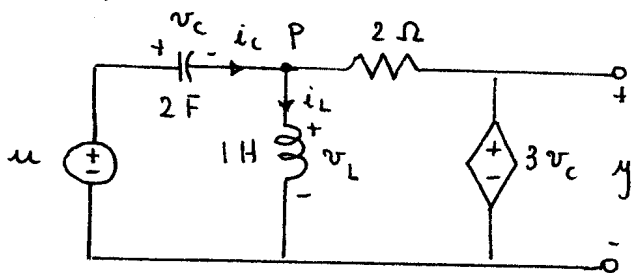 + v_C - i_C P 2 Ω
2 F
i_L
u + - 1 H + v_L - + - 3 v_C + y -